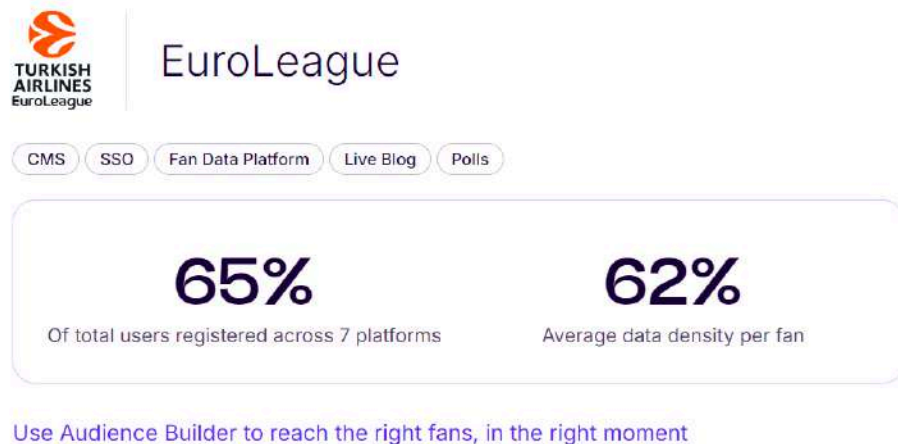 TURKISH
AIRLINES
EuroLeague
EuroLeague
CMS SSO Fan Data Platform Live Blog Polls
65% 62%
Of total users registered across 7 platforms Average data density per fan
Use Audience Builder to reach the right fans, in the right moment